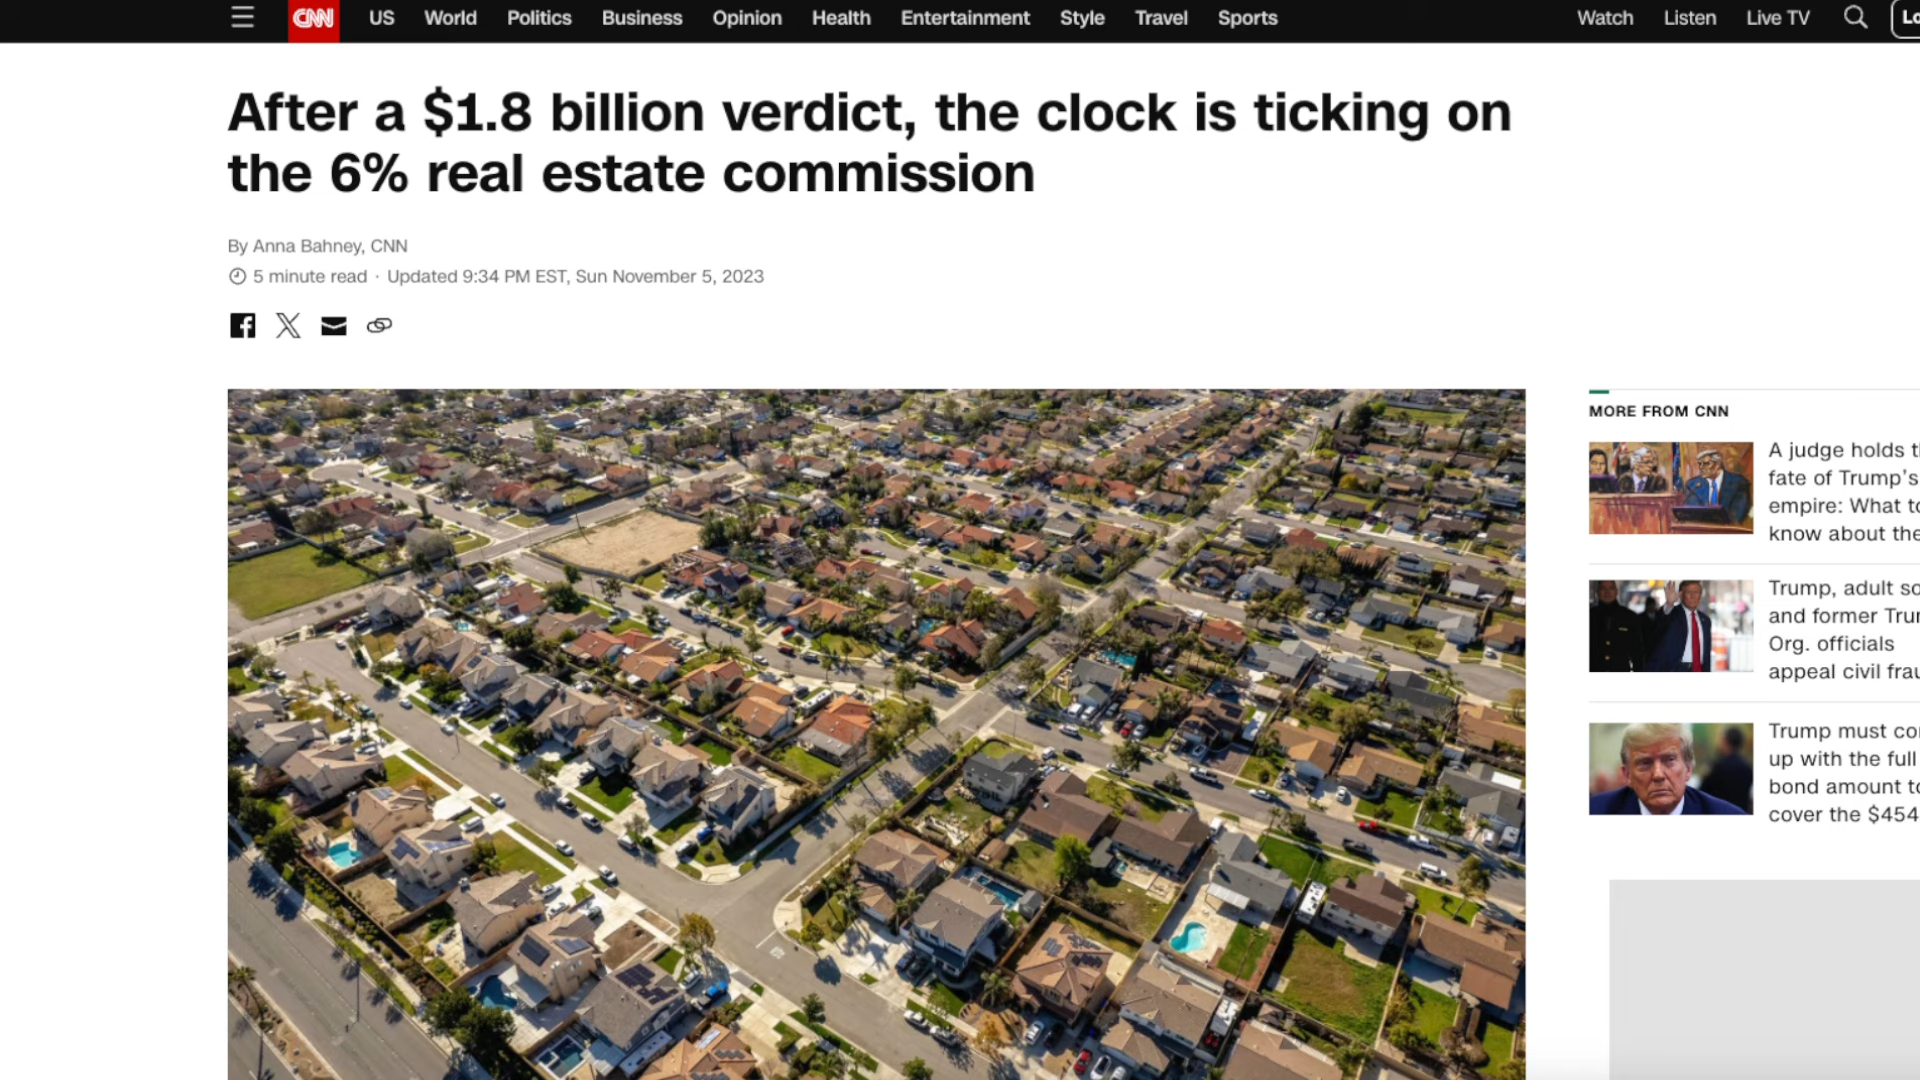 CNN US World Politics Business Opinion Health Entertainment Style Travel Sports Watch Listen Live TV
After a $1.8 billion verdict, the clock is ticking on
the 6% real estate commission
By Anna Bahney, CNN
5 minute read · Updated 9:34 PM EST, Sun November 5, 2023
MORE FROM CNN
A judge holds
fate of Trump's
empire: What
know about the
Trump, adult
and former
Org. officials
appeal civil
Trump must
up with the full
bond amount
cover the $454